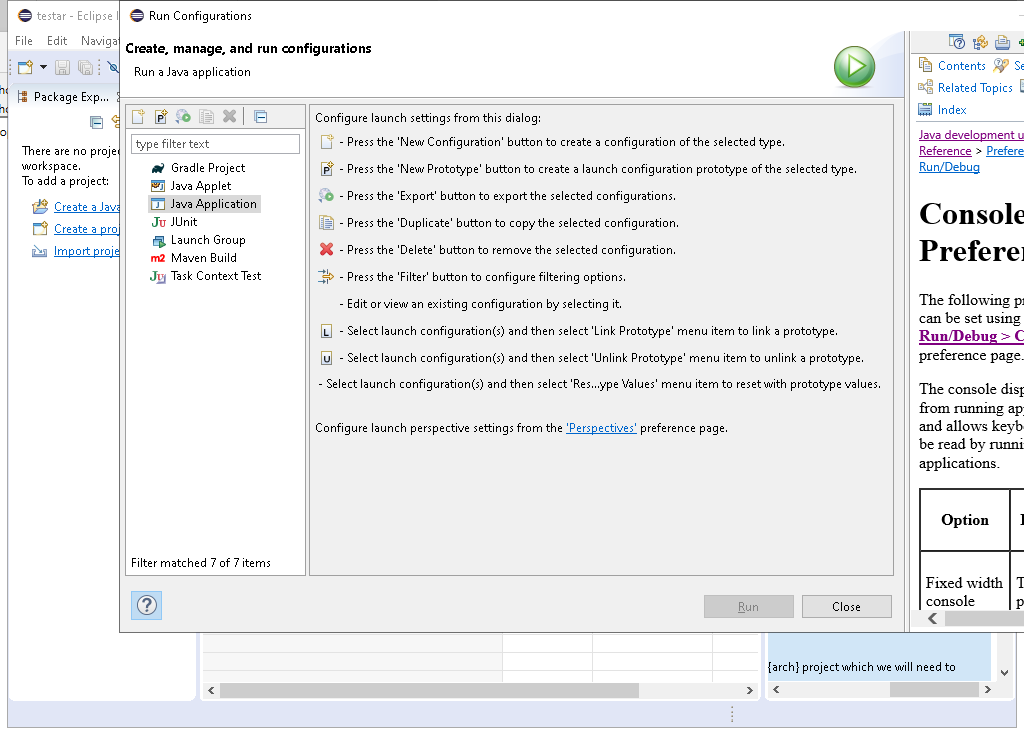 testar - Eclipse
File Edit Naviga
Package Exp...
There are no proje
workspace.
To add a project:
Create a Java
Create a proj
Import proje
Run Configurations
Create, manage, and run configurations
Run a Java application
type filter text
Gradle Project
Java Applet
Java Application
JUnit
Launch Group
Maven Build
Task Context Test
Filter matched 7 of 7 items
Configure launch settings from this dialog:
- Press the 'New Configuration' button to create a configuration of the selected type.
- Press the 'New Prototype' button to create a launch configuration prototype of the selected type.
- Press the 'Export' button to export the selected configurations.
- Press the 'Duplicate' button to copy the selected configuration.
- Press the 'Delete' button to remove the selected configuration.
- Press the 'Filter' button to configure filtering options.
- Edit or view an existing configuration by selecting it.
- Select launch configuration(s) and then select 'Link Prototype' menu item to link a prototype.
- Select launch configuration(s) and then select 'Unlink Prototype' menu item to unlink a prototype.
- Select launch configuration(s) and then select 'Res...ype Values' menu item to reset with prototype values.
Configure launch perspective settings from the 'Perspectives' preference page.
Run Close
Contents Se
Related Topics
Index
Java development u
Reference > Prefere
Run/Debug
Console
Prefere
The following pr
can be set using
Run/Debug > C
preference page.
The console disp
from running ap
and allows keyb
be read by runni
applications.
Option
Fixed width T
console p
{arch} project which we will need to